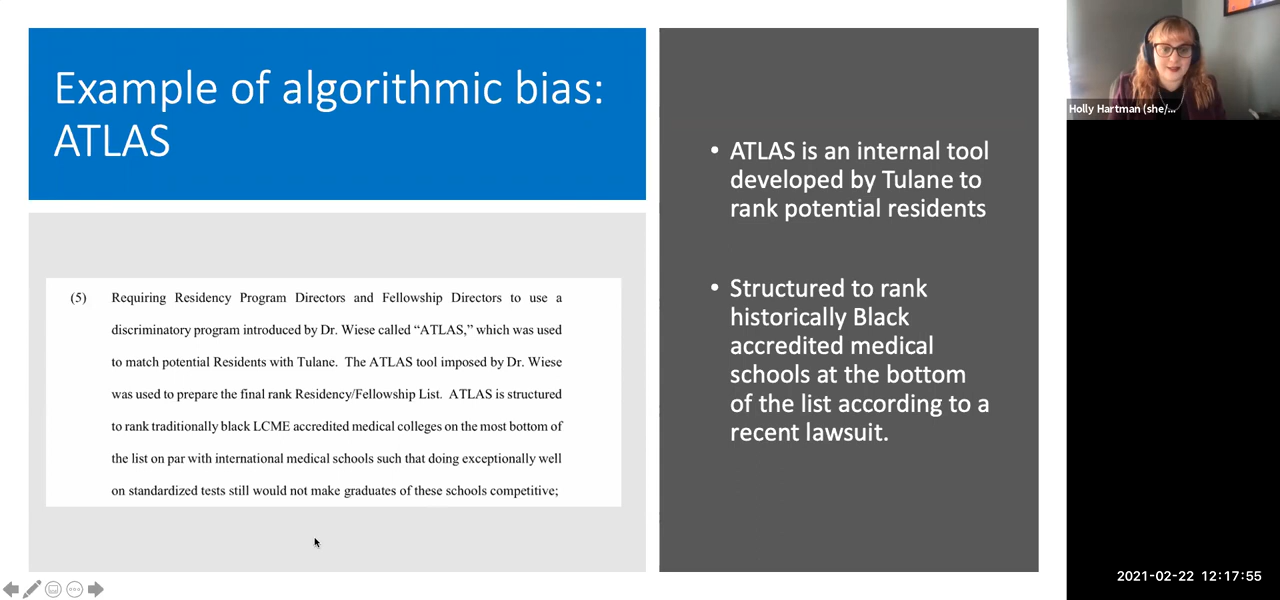 Example of algorithmic bias:
ATLAS
(5) Requiring Residency Program Directors and Fellowship Directors to use a
discriminatory program introduced by Dr. Wiese called “ATLAS,” which was used
to match potential Residents with Tulane. The ATLAS tool imposed by Dr. Wiese
was used to prepare the final rank Residency/Fellowship List. ATLAS is structured
to rank traditionally black LCME accredited medical colleges on the most bottom of
the list on par with international medical schools such that doing exceptionally well
on standardized tests still would not make graduates of these schools competitive;
• ATLAS is an internal tool
developed by Tulane to
rank potential residents
• Structured to rank
historically Black
accredited medical
schools at the bottom
of the list according to a
recent lawsuit.
Holly Hartman (she/...
2021-02-22 12:17:55